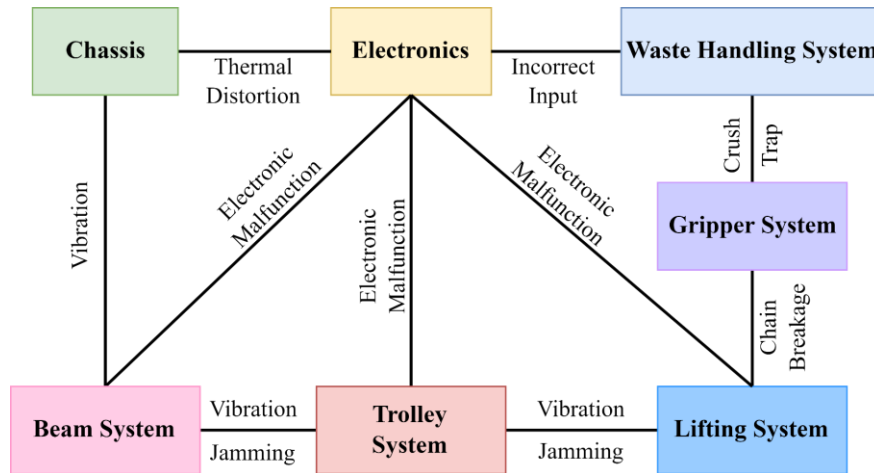 Chassis
Electronics
Waste Handling System
Thermal
Distortion
Incorrect
Input
Crush
Trap
Vibration
Electronic
Malfunction
Electronic
Malfunction
Electronic
Malfunction
Gripper System
Chain
Breakage
Beam System
Vibration
Jamming
Trolley
System
Vibration
Jamming
Lifting System